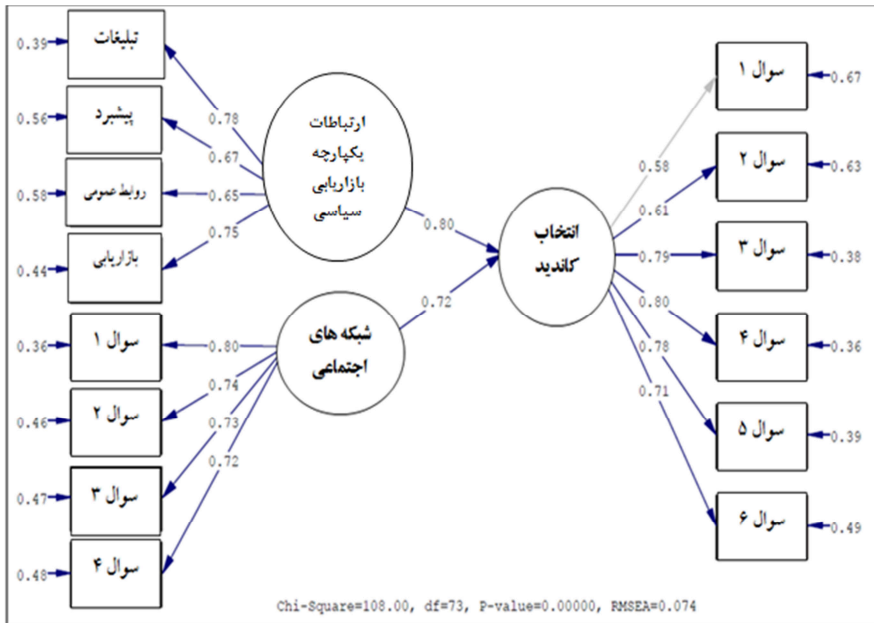 تبلیغات
0.39
0.78
پیشبرد
0.56
0.67
روابط عمومی
0.58
0.65
بازاریابی
0.44
0.75
ارتباطات
یکپارچه
بازاریابی
سیاسی
0.80
سوال ۱
0.36
0.80
سوال ۲
0.46
0.74
سوال ۳
0.47
0.73
سوال ۴
0.48
0.72
شبکه های
اجتماعی
0.72
انتخاب
کاندید
سوال ۱
0.67
0.58
سوال ۲
0.63
0.61
سوال ۳
0.38
0.79
سوال ۴
0.36
0.80
سوال ۵
0.39
0.78
سوال ۶
0.49
0.71
Chi-Square=108.00, df=73, P-value=0.00000, RMSEA=0.074